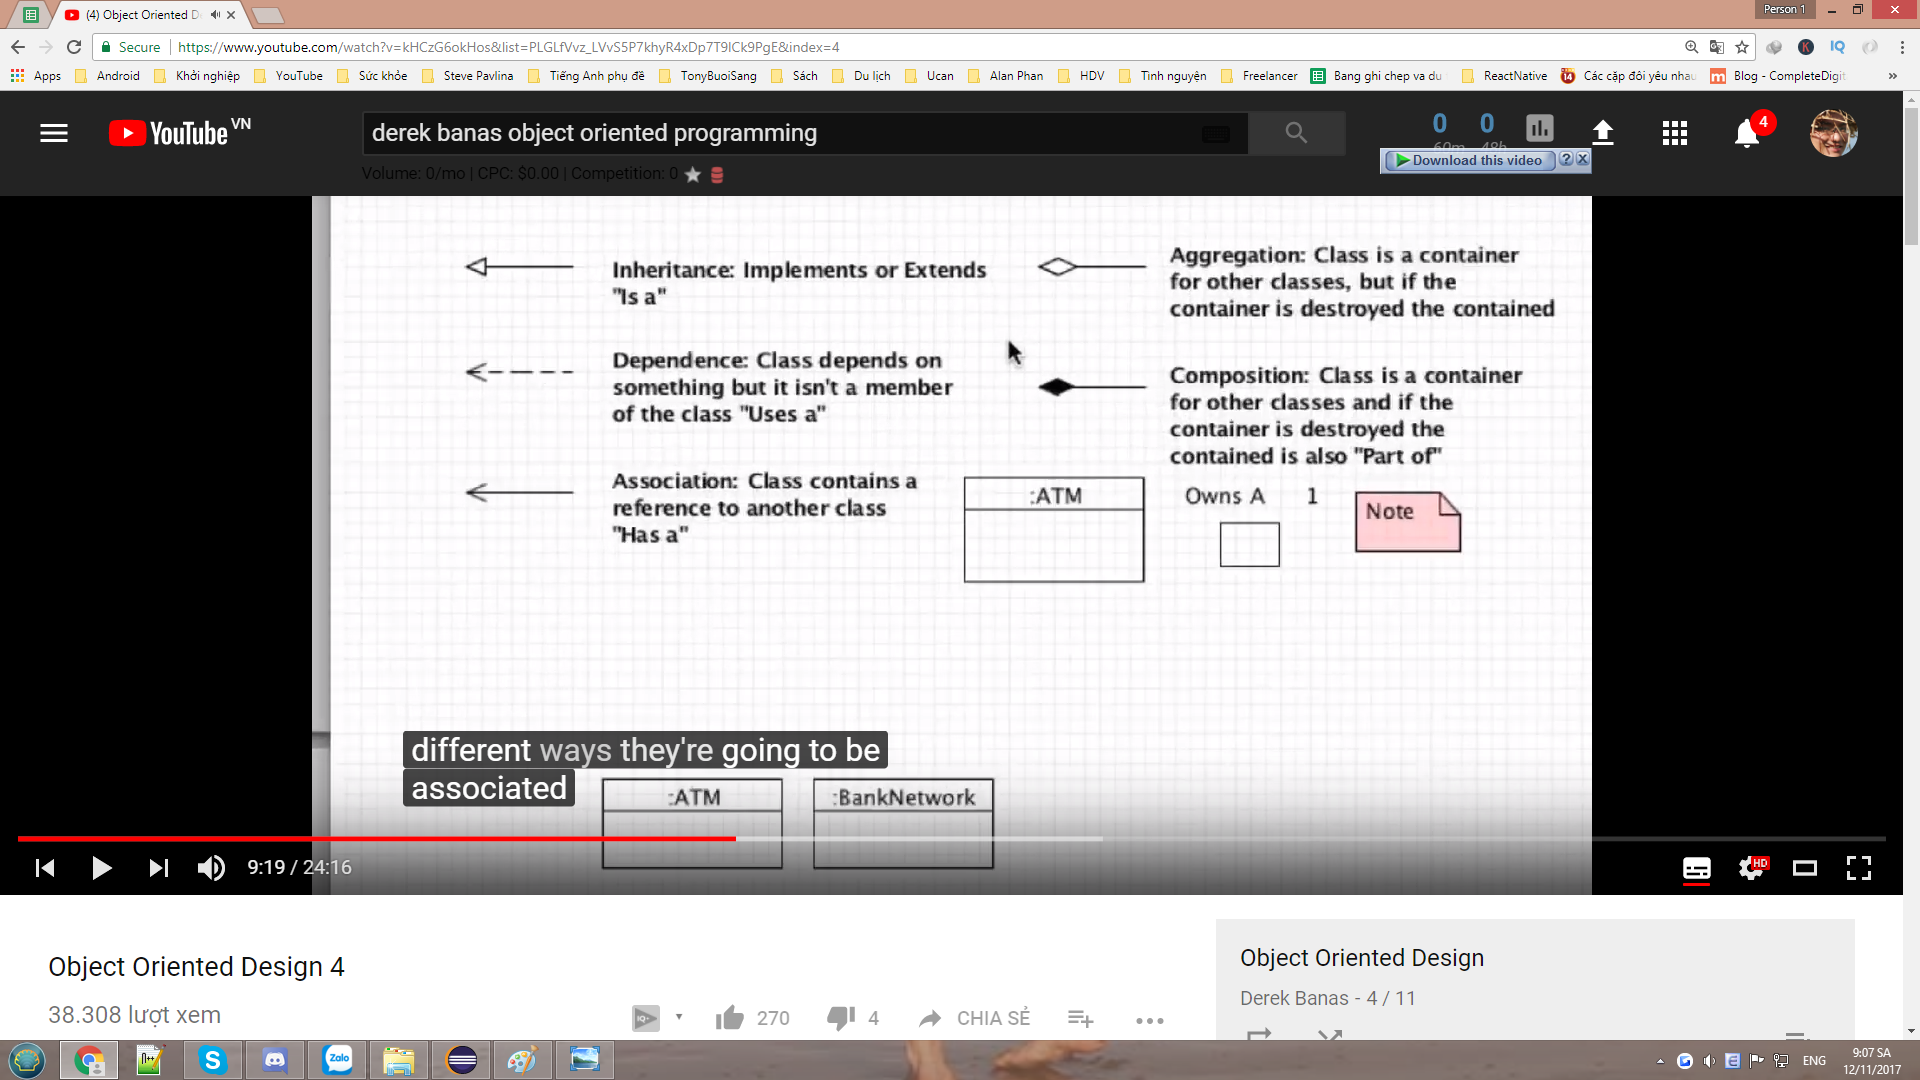 (4) Object Oriented D
Person 1
Secure
https://www.youtube.com/watch?v=kHCzG6okHos&list=PLGLfVvz_LVvS5P7khyR4xDp7T9lCk9PgE&index=4
Apps
Android
Khởi nghiệp
YouTube
Sức khỏe
Steve Pavlina
Tiếng Anh phụ đề
TonyBuoiSang
Sách
Du lịch
Ucan
Alan Phan
HDV
Tình nguyện
Freelancer
Bang ghi chep va du
ReactNative
Các cặp đôi yêu nhau
Blog - CompleteDigit
YouTube VN
derek banas object oriented programming
0 0
60m 48h
4
Download this video
Volume: 0/mo | CPC: $0.00 | Competition: 0
Inheritance: Implements or Extends
"Is a"
Dependence: Class depends on
something but it isn't a member
of the class "Uses a"
Association: Class contains a
reference to another class
"Has a"
Aggregation: Class is a container
for other classes, but if the
container is destroyed the contained
Composition: Class is a container
for other classes and if the
container is destroyed the
contained is also "Part of"
:ATM
Owns A 1
Note
different ways they're going to be
associated
:ATM
:BankNetwork
9:19 / 24:16
HD
Object Oriented Design 4
38.308 lượt xem
270
4
CHIA SẺ
Object Oriented Design
Derek Banas - 4 / 11
Zalo
ENG
9:07 SA
12/11/2017